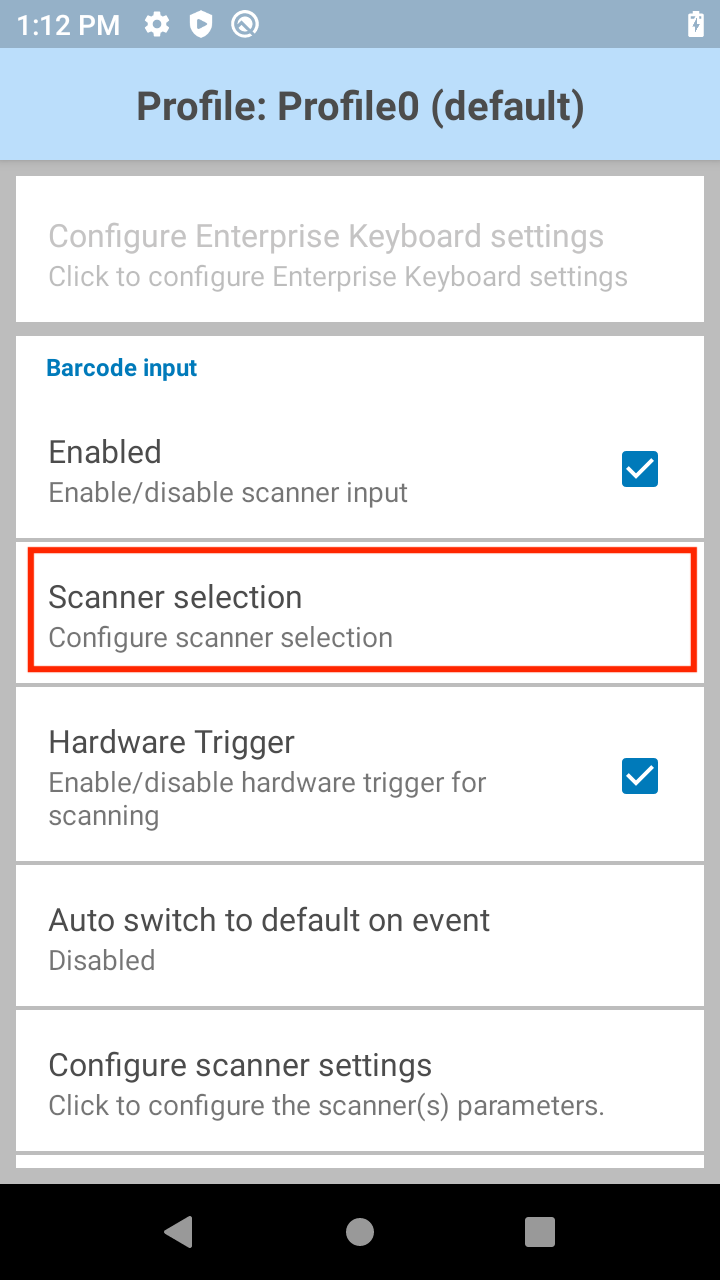 1:12 PM
Profile: Profile0 (default)
Configure Enterprise Keyboard settings
Click to configure Enterprise Keyboard settings
Barcode input
Enabled
Enable/disable scanner input
Scanner selection
Configure scanner selection
Hardware Trigger
Enable/disable hardware trigger for
scanning
Auto switch to default on event
Disabled
Configure scanner settings
Click to configure the scanner(s) parameters.